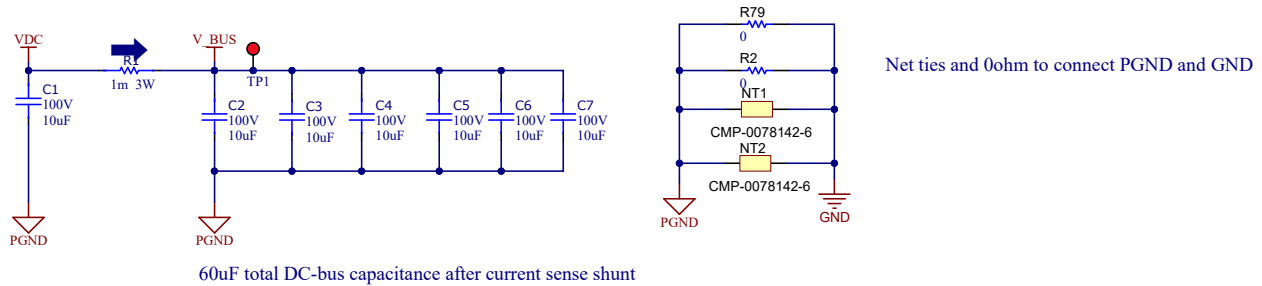 VDC
R1
1m 3W
C1
100V
10uF
PGND
V_BUS
TP1
C2
100V
10uF
C3
100V
10uF
C4
100V
10uF
C5
100V
10uF
C6
100V
10uF
C7
100V
10uF
PGND
60uF total DC-bus capacitance after current sense shunt
R79
0
R2
0
NT1
CMP-0078142-6
NT2
CMP-0078142-6
PGND
GND
Net ties and 0ohm to connect PGND and GND